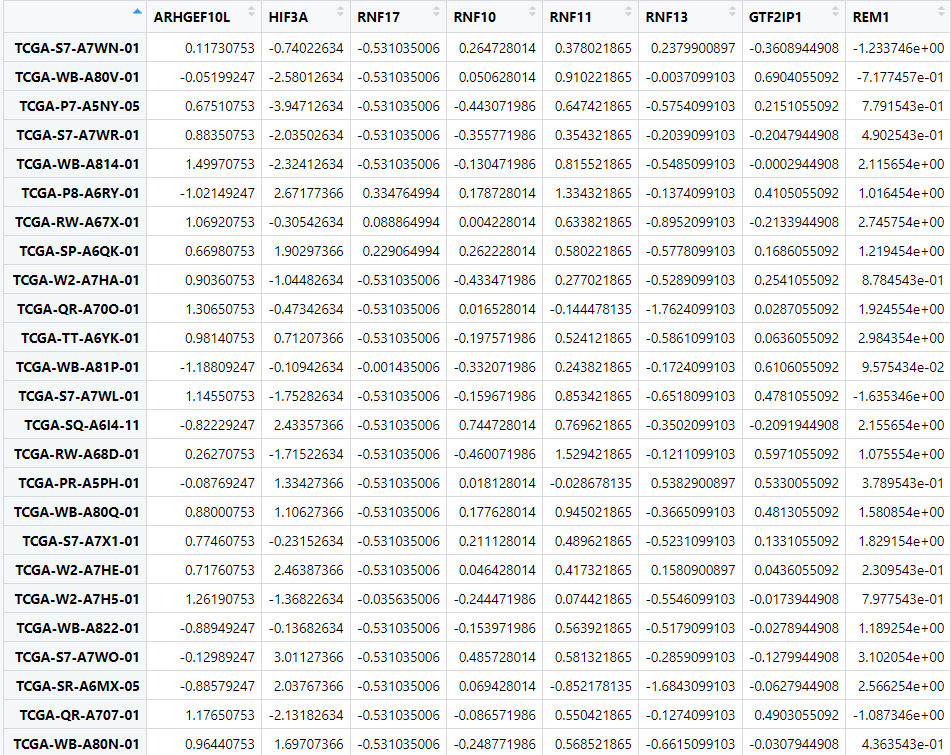 ARHGEF10L HIF3A RNF17 RNF10 RNF11 RNF13 GTF2IP1 REM1
TCGA-S7-A7WN-01 0.11730753 -0.74022634 -0.531035006 0.264728014 0.378021865 0.2379900897 -0.3608944908 -1.233746e+00
TCGA-WB-A80V-01 -0.05199247 -2.58012634 -0.531035006 0.050628014 0.910221865 -0.0037099103 0.6904055092 -7.177457e-01
TCGA-P7-A5NY-05 0.67510753 -3.94712634 -0.531035006 -0.443071986 0.647421865 -0.5754099103 0.2151055092 7.791543e-01
TCGA-S7-A7WR-01 0.88350753 -2.03502634 -0.531035006 -0.355771986 0.354321865 -0.2039099103 -0.2047944908 4.902543e-01
TCGA-WB-A814-01 1.49970753 -2.32412634 -0.531035006 -0.130471986 0.815521865 -0.5485099103 -0.0002944908 2.115654e+00
TCGA-P8-A6RY-01 -1.02149247 2.67177366 0.334764994 0.178728014 1.334321865 -0.1374099103 0.4105055092 1.016454e+00
TCGA-RW-A67X-01 1.06920753 -0.30542634 0.088864994 0.004228014 0.633821865 -0.8952099103 -0.2133944908 2.745754e+00
TCGA-SP-A6QK-01 0.66980753 1.90297366 0.229064994 0.262228014 0.580221865 -0.5778099103 0.1686055092 1.219454e+00
TCGA-W2-A7HA-01 0.90360753 -1.04482634 -0.531035006 -0.433471986 0.277021865 -0.5289099103 0.2541055092 8.784543e-01
TCGA-QR-A70O-01 1.30650753 -0.47342634 -0.531035006 0.016528014 -0.144478135 -1.7624099103 0.0287055092 1.924554e+00
TCGA-TT-A6YK-01 0.98140753 0.71207366 -0.531035006 -0.197571986 0.524121865 -0.5861099103 0.0636055092 2.984354e+00
TCGA-WB-A81P-01 -1.18809247 -0.10942634 -0.001435006 -0.332071986 0.243821865 -0.1724099103 0.6106055092 9.575434e-02
TCGA-S7-A7WL-01 1.14550753 -1.75282634 -0.531035006 -0.159671986 0.853421865 -0.6518099103 0.4781055092 -1.635346e+00
TCGA-SQ-A6I4-11 -0.82229247 2.43357366 -0.531035006 0.744728014 0.769621865 -0.3502099103 -0.2091944908 2.155654e+00
TCGA-RW-A68D-01 0.26270753 -1.71522634 -0.531035006 -0.460071986 1.529421865 -0.1211099103 0.5971055092 1.075554e+00
TCGA-PR-A5PH-01 -0.08769247 1.33427366 -0.531035006 0.018128014 -0.028678135 0.5382900897 0.5330055092 3.789543e-01
TCGA-WB-A80Q-01 0.88000753 1.10627366 -0.531035006 0.177628014 0.945021865 -0.3665099103 0.4813055092 1.580854e+00
TCGA-S7-A7X1-01 0.77460753 -0.23152634 -0.531035006 0.211128014 0.489621865 -0.5231099103 0.1331055092 1.829154e+00
TCGA-W2-A7HE-01 0.71760753 2.46387366 -0.531035006 0.046428014 0.417321865 0.1580900897 0.0436055092 2.309543e-01
TCGA-W2-A7H5-01 1.26190753 -1.36822634 -0.035635006 -0.244471986 0.074421865 -0.5546099103 -0.0173944908 7.977543e-01
TCGA-WB-A822-01 -0.88949247 -0.13682634 -0.531035006 -0.153971986 0.563921865 -0.5179099103 -0.0278944908 1.189254e+00
TCGA-S7-A7WO-01 -0.12989247 3.01127366 -0.531035006 0.485728014 0.581321865 -0.2859099103 -0.1279944908 3.102054e+00
TCGA-SR-A6MX-05 -0.88579247 2.03767366 -0.531035006 0.069428014 -0.852178135 -1.6843099103 -0.0627944908 2.566254e+00
TCGA-QR-A707-01 1.17650753 -2.13182634 -0.531035006 -0.086571986 0.550421865 -0.1274099103 0.4903055092 -1.087346e+00
TCGA-WB-A80N-01 0.96440753 1.69707366 -0.531035006 -0.248771986 0.568521865 -0.6615099103 -0.0307944908 4.363543e-01